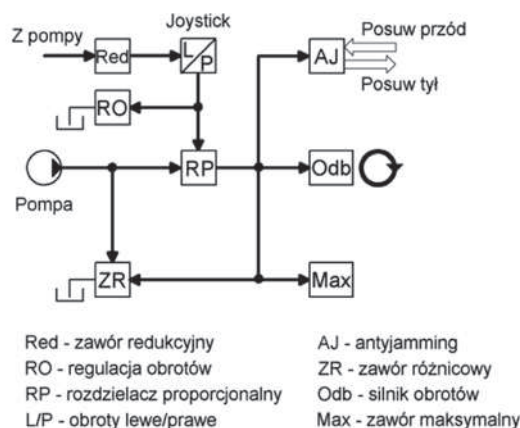 Joystick
Z pompy
Red
L/P
AJ
Posuw przód
Posuw tył
RO
RP
Odb
Pompa
ZR
Max
Red - zawór redukcyjny
RO - regulacja obrotów
RP - rozdzielacz proporcjonalny
L/P - obroty lewe/prawe
AJ - antyjamming
ZR - zawór różnicowy
Odb - silnik obrotów
Max - zawór maksymalny